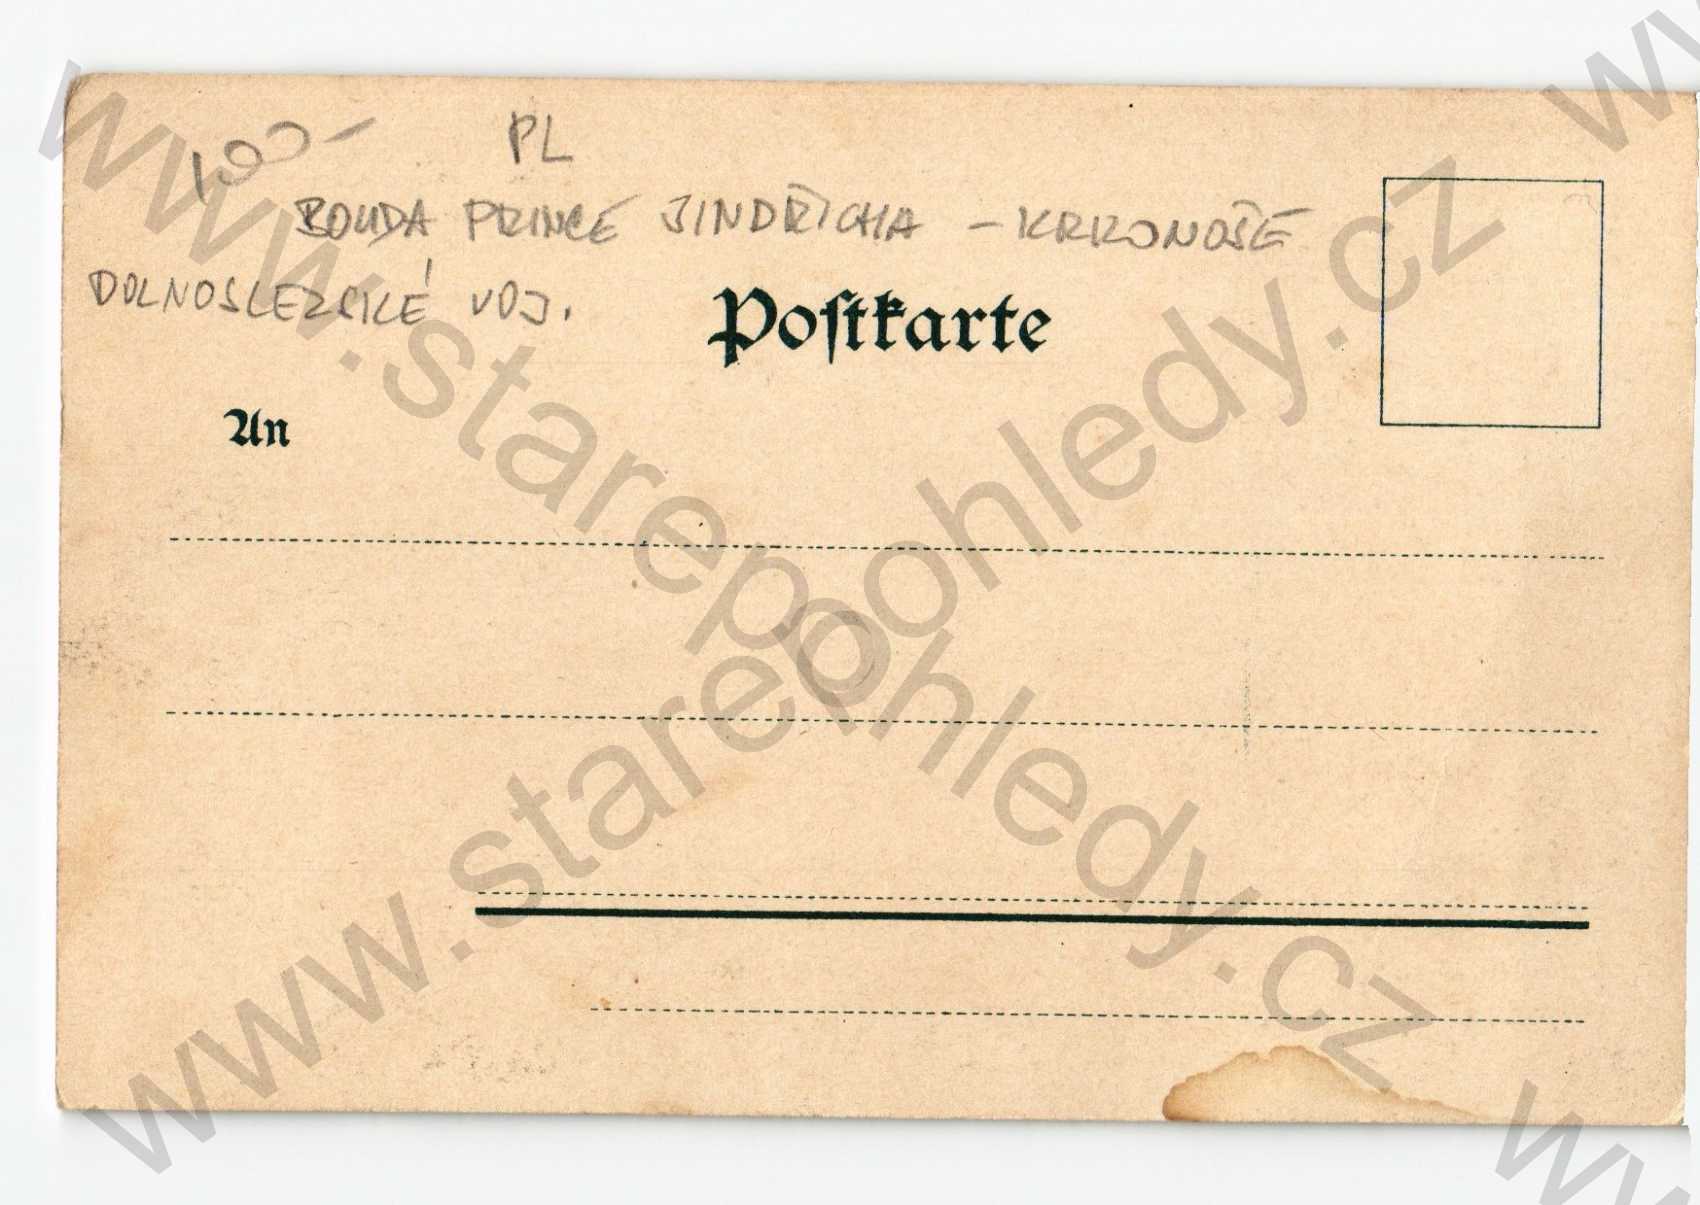 100,- PL
BOUDA PRINCE JINDŘICHA - KRKONOŠE
DOLNOSLEZSKÉ VOJ.
Postkarte
An
www.starepohledy.cz
www.starepohledy.cz